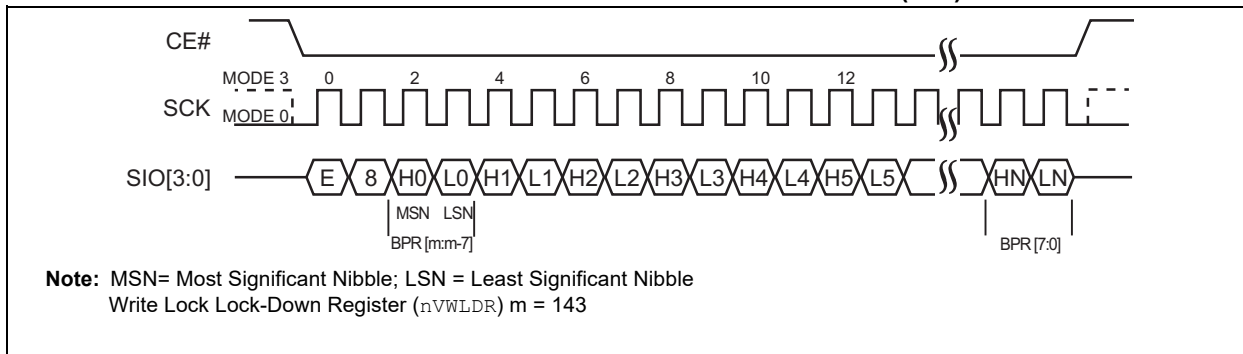 CE#
MODE 3 0 2 4 6 8 10 12
SCK MODE 0
SIO[3:0] E 8 H0 L0 H1 L1 H2 L2 H3 L3 H4 L4 H5 L5 HN LN
MSN LSN
BPR [m:m-7] BPR [7:0]
Note: MSN= Most Significant Nibble; LSN = Least Significant Nibble
Write Lock Lock-Down Register (nVWLDR) m = 143